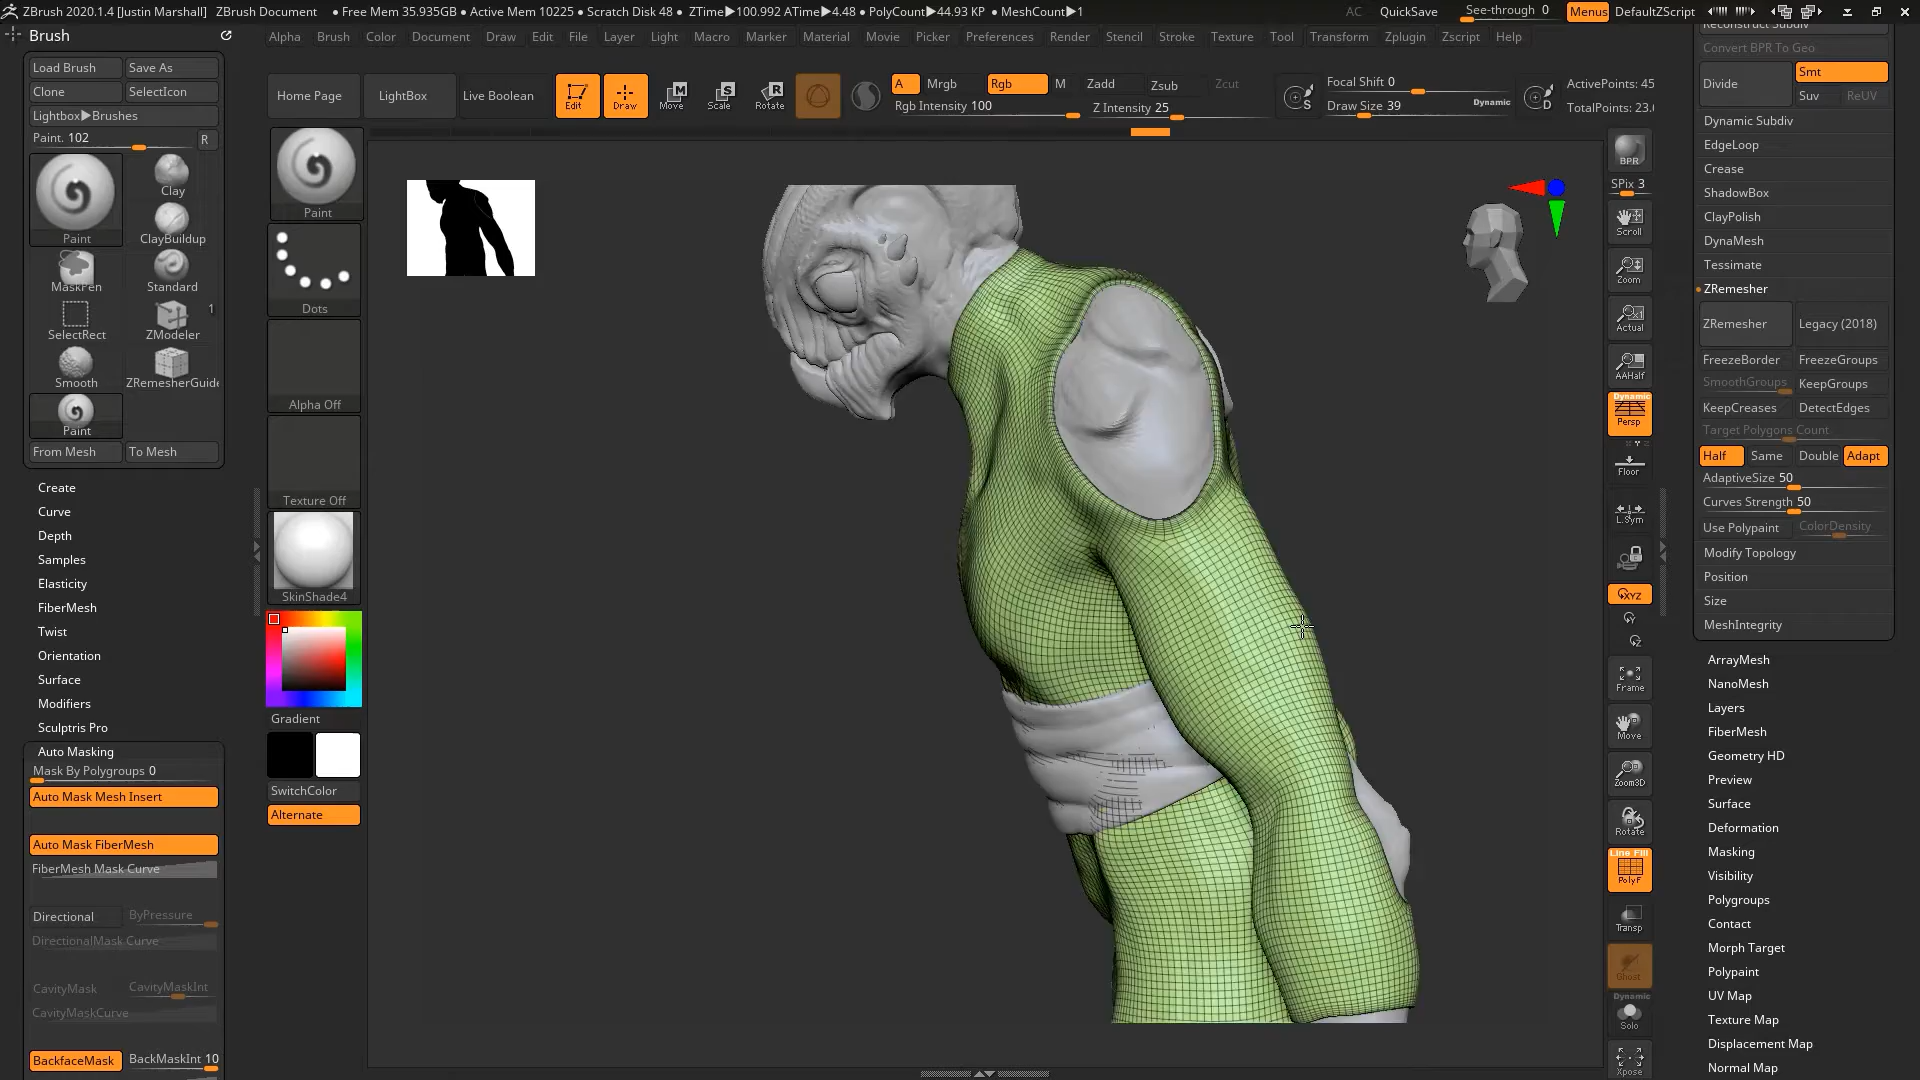 ZBrush 2020.1.4 [Justin Marshall] ZBrush Document ● Free Mem 35.935GB ● Active Mem 10225 ● Scratch Disk 48 ● ZTime▶100.992 ATime▶4.48 ● PolyCount▶44.93 KP ● MeshCount▶1 AC QuickSave See-through 0 Menus DefaultZScript
Alpha Brush Color Document Draw Edit File Layer Light Macro Marker Material Movie Picker Preferences Render Stencil Stroke Texture Tool Transform Zplugin Zscript Help
Brush
Load Brush Save As
Clone SelectIcon
Lightbox▶Brushes
Paint. 102 R
Paint
Clay
ClayBuildup
MaskPen Standard
1
SelectRect ZModeler
Smooth ZRemesherGuide
Paint
From Mesh To Mesh
Create
Curve
Depth
Samples
Elasticity
FiberMesh
Twist
Orientation
Surface
Modifiers
Sculptris Pro
Auto Masking
Mask By Polygroups 0
Auto Mask Mesh Insert
Auto Mask FiberMesh
FiberMesh Mask Curve
Directional ByPressure
DirectionalMask Curve
CavityMask CavityMaskInt
CavityMaskCurve
BackfaceMask BackMaskInt 10
Home Page LightBox Live Boolean
Edit Draw Move Scale Rotate
M S R
A Mrgb Rgb M Zadd Zsub Zcut
Rgb Intensity 100 Z Intensity 25
S
Focal Shift 0
Draw Size 39 Dynamic
D
ActivePoints: 45
TotalPoints: 23.
Paint
Dots
Alpha Off
Texture Off
SkinShade4
Gradient
SwitchColor
Alternate
BPR
SPix 3
Scroll
Zoom
Actual
AAHalf
Dynamic
Persp
Floor
L.Sym
XYZ
Y
Z
Frame
Move
Zoom3D
Rotate
Line Fill
PolyF
Transp
Ghost
Dynamic
Solo
Xpose
Reconstruct Subdiv
Convert BPR To Geo
Divide Smt
Suv ReUV
Dynamic Subdiv
EdgeLoop
Crease
ShadowBox
ClayPolish
DynaMesh
Tessimate
ZRemesher
ZRemesher Legacy (2018)
FreezeBorder FreezeGroups
SmoothGroups KeepGroups
KeepCreases DetectEdges
Target Polygons Count
Half Same Double Adapt
AdaptiveSize 50
Curves Strength 50
Use Polypaint ColorDensity
Modify Topology
Position
Size
MeshIntegrity
ArrayMesh
NanoMesh
Layers
FiberMesh
Geometry HD
Preview
Surface
Deformation
Masking
Visibility
Polygroups
Contact
Morph Target
Polypaint
UV Map
Texture Map
Displacement Map
Normal Map